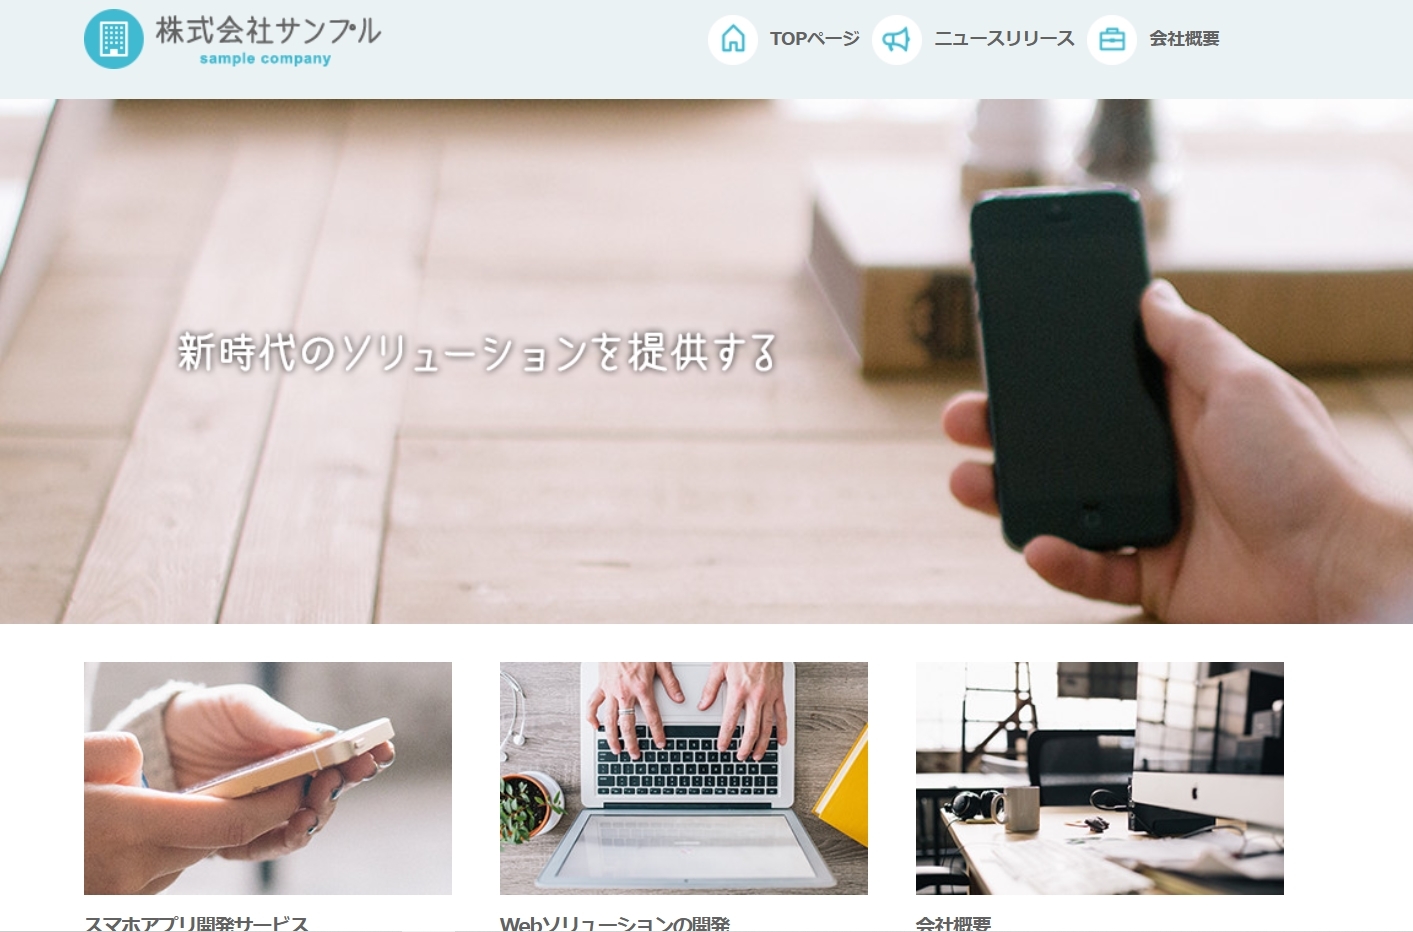 株式会社サンプル
sample company
TOPページ
ニュースリリース
会社概要
新時代のソリューションを提供する
スマホアプリ開発サービス
Webソリューションの開発
会社概要